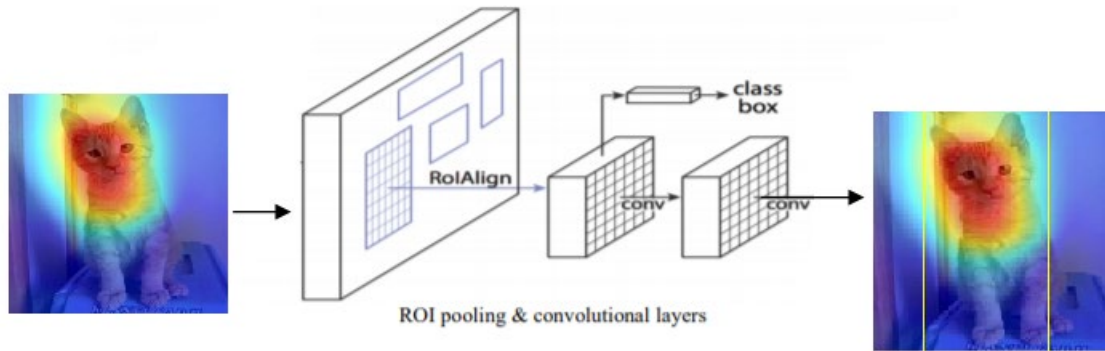 class
box
RoIAlign
conv
conv
ROI pooling & convolutional layers